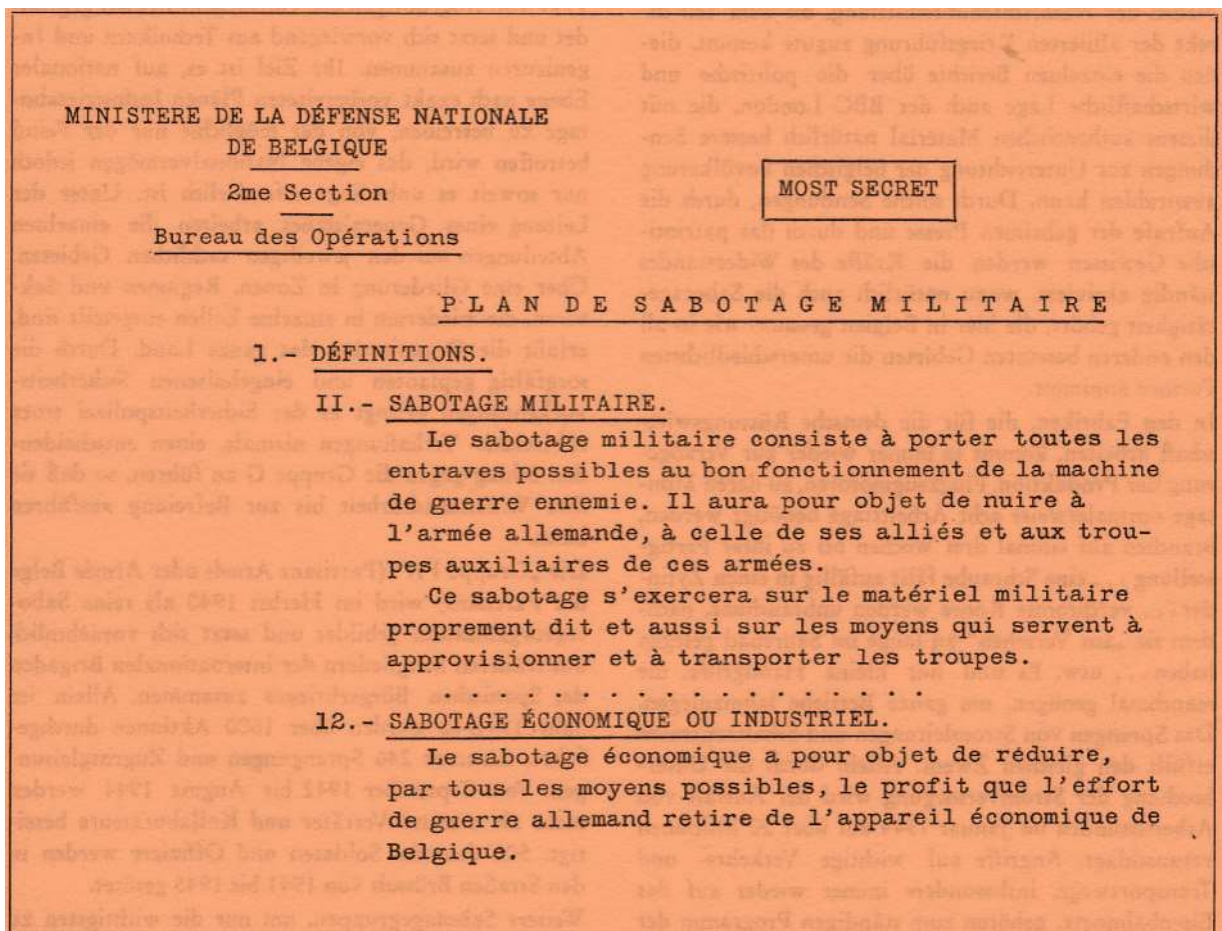 MINISTERE DE LA DÉFENSE NATIONALE
DE BELGIQUE
2me Section
Bureau des Opérations
MOST SECRET
PLAN DE SABOTAGE MILITAIRE
1.- DÉFINITIONS.
II.- SABOTAGE MILITAIRE.
Le sabotage militaire consiste à porter toutes les
entraves possibles au bon fonctionnement de la machine
de guerre ennemie. Il aura pour objet de nuire à
l'armée allemande, à celle de ses alliés et aux trou-
pes auxiliaires de ces armées.
Ce sabotage s'exercera sur le matériel militaire
proprement dit et aussi sur les moyens qui servent à
approvisionner et à transporter les troupes.
. . . . . . . . . . . . . . . . .
12.- SABOTAGE ÉCONOMIQUE OU INDUSTRIEL.
Le sabotage économique a pour objet de réduire,
par tous les moyens possibles, le profit que l'effort
de guerre allemand retire de l'appareil économique de
Belgique.